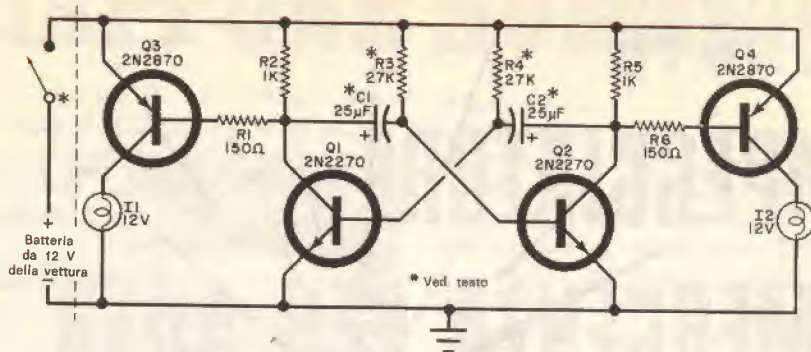 Q3
2N2870
R2
1K
*R3
27K
R4*
27K
R5
1K
Q4
2N2870
*C1
25µF
+
C2*
25µF
+
*
R1
150Ω
Q1
2N2270
Q2
2N2270
R6
150Ω
I1
12V
I2
12V
+
Batteria
da 12 V
della vettura
−
* Ved. testo